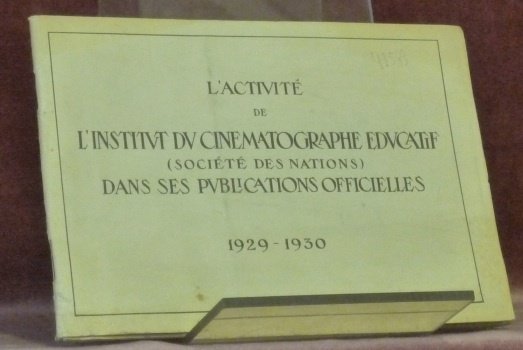 L'ACTIVITÉ
DE
L'INSTITVT DV CINEMATOGRAPHE EDVCATIF
(SOCIÉTÉ DES NATIONS)
DANS SES PVBLICATIONS OFFICIELLES
1929-1930